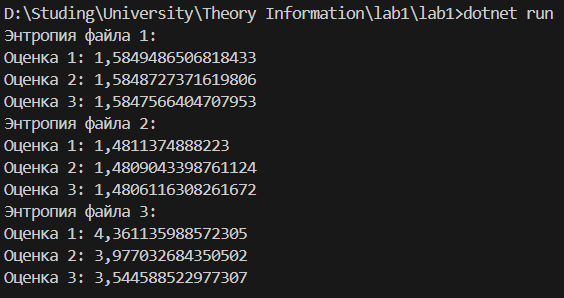 D:\Studing\University\Theory Information\lab1\lab1>dotnet run
Энтропия файла 1:
Оценка 1: 1,5849486506818433
Оценка 2: 1,5848727371619806
Оценка 3: 1,5847566404707953
Энтропия файла 2:
Оценка 1: 1,4811374888223
Оценка 2: 1,4809043398761124
Оценка 3: 1,4806116308261672
Энтропия файла 3:
Оценка 1: 4,361135988572305
Оценка 2: 3,977032684350502
Оценка 3: 3,544588522977307